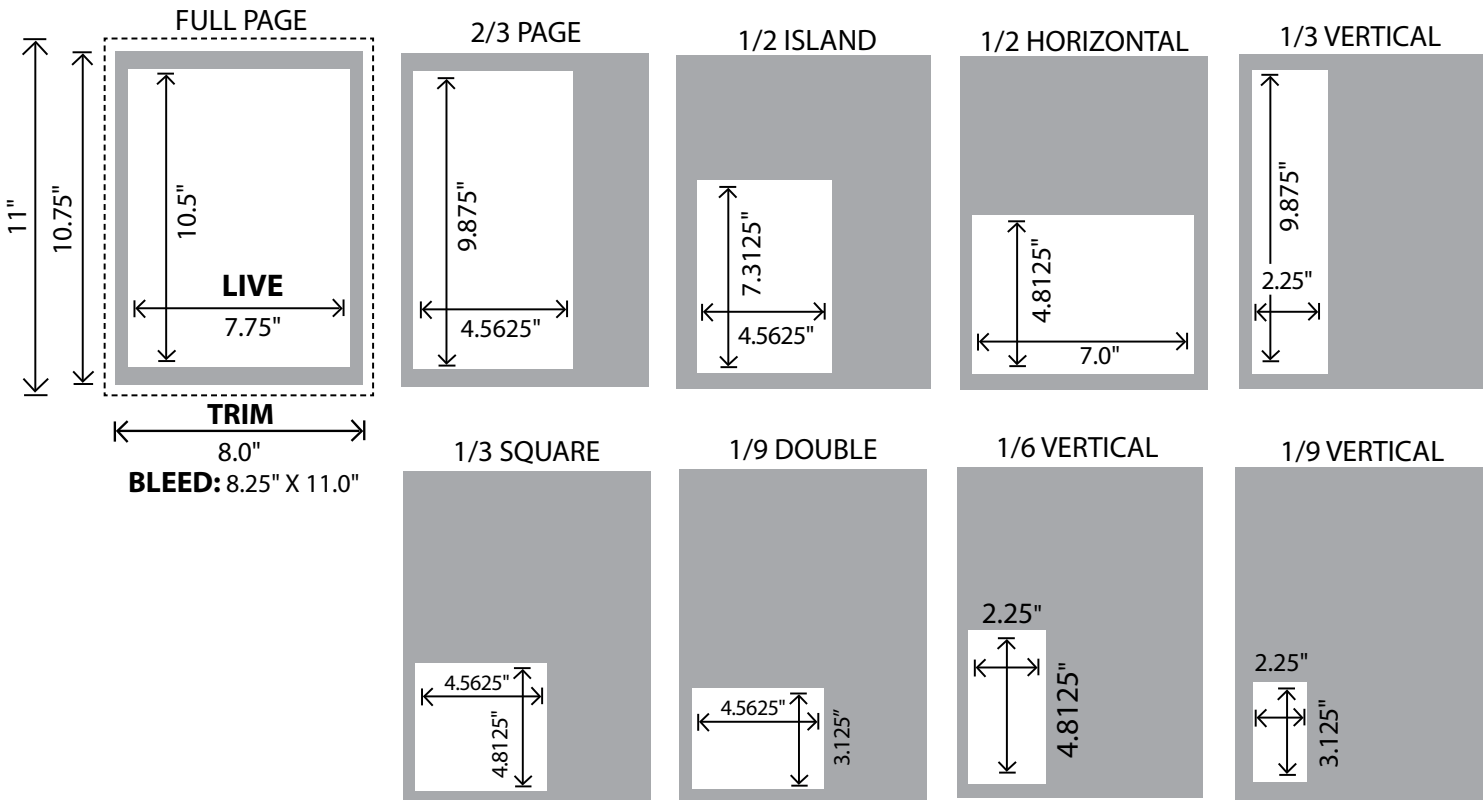 FULL PAGE
11"
10.75"
10.5"
LIVE
7.75"
TRIM
8.0"
BLEED: 8.25" X 11.0"
2/3 PAGE
9.875"
4.5625"
1/2 ISLAND
7.3125"
4.5625"
1/2 HORIZONTAL
4.8125"
7.0"
1/3 VERTICAL
9.875"
2.25"
1/3 SQUARE
4.5625"
4.8125"
1/9 DOUBLE
4.5625"
3.125”
1/6 VERTICAL
2.25"
4.8125"
1/9 VERTICAL
2.25"
3.125"